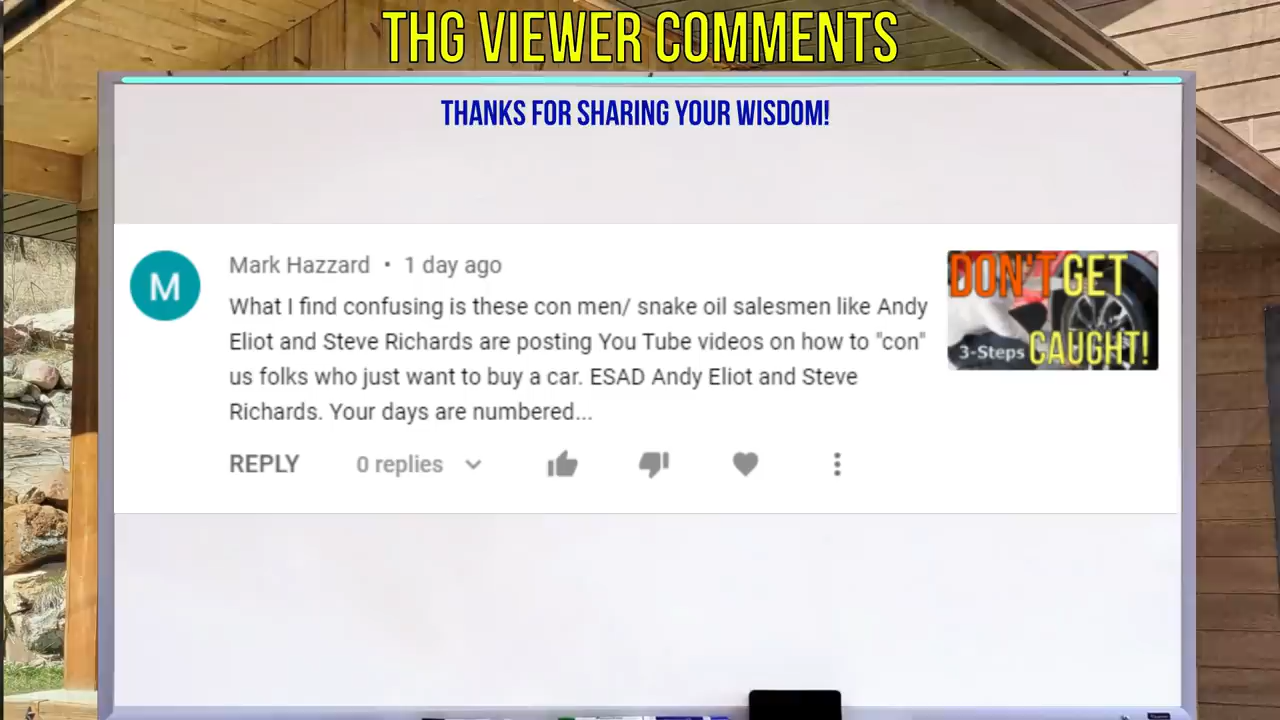 THG VIEWER COMMENTS
THANKS FOR SHARING YOUR WISDOM!
M
Mark Hazzard • 1 day ago
What I find confusing is these con men/ snake oil salesmen like Andy
Eliot and Steve Richards are posting You Tube videos on how to "con"
us folks who just want to buy a car. ESAD Andy Eliot and Steve
Richards. Your days are numbered...
REPLY 0 replies
DON'T GET
3-Steps CAUGHT!